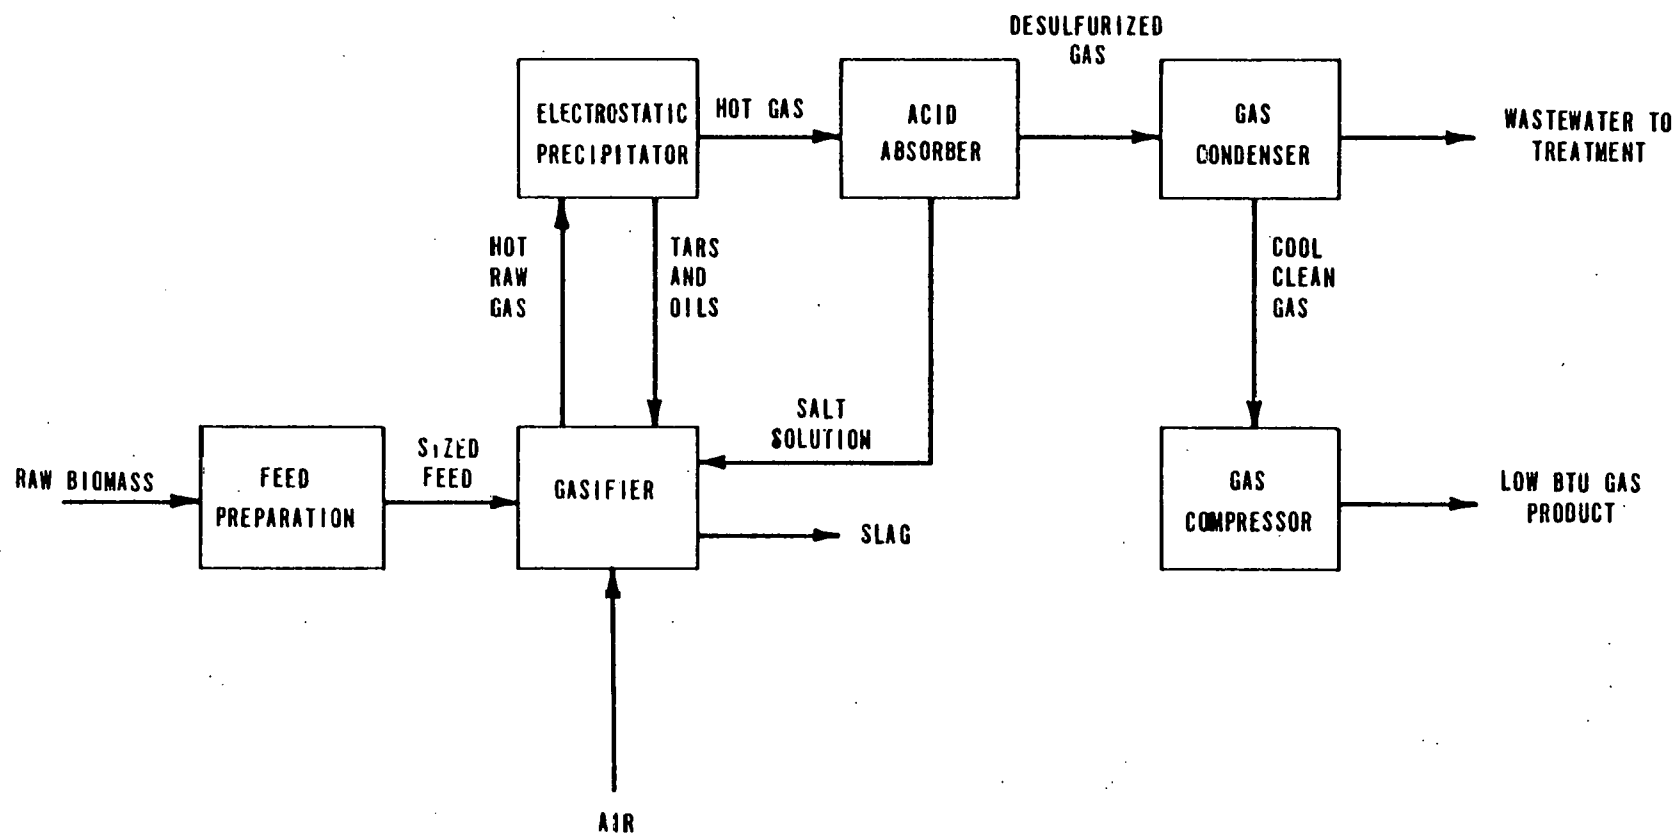 DESULFURIZED
GAS
ELECTROSTATIC
PRECIPITATOR
HOT GAS
ACID
ABSORBER
GAS
CONDENSER
WASTEWATER TO
TREATMENT
HOT
RAW
GAS
TARS
AND
OILS
COOL
CLEAN
GAS
SALT
SOLUTION
RAW BIOMASS
FEED
PREPARATION
SIZED
FEED
GASIFIER
SLAG
GAS
COMPRESSOR
LOW BTU GAS
PRODUCT
AIR